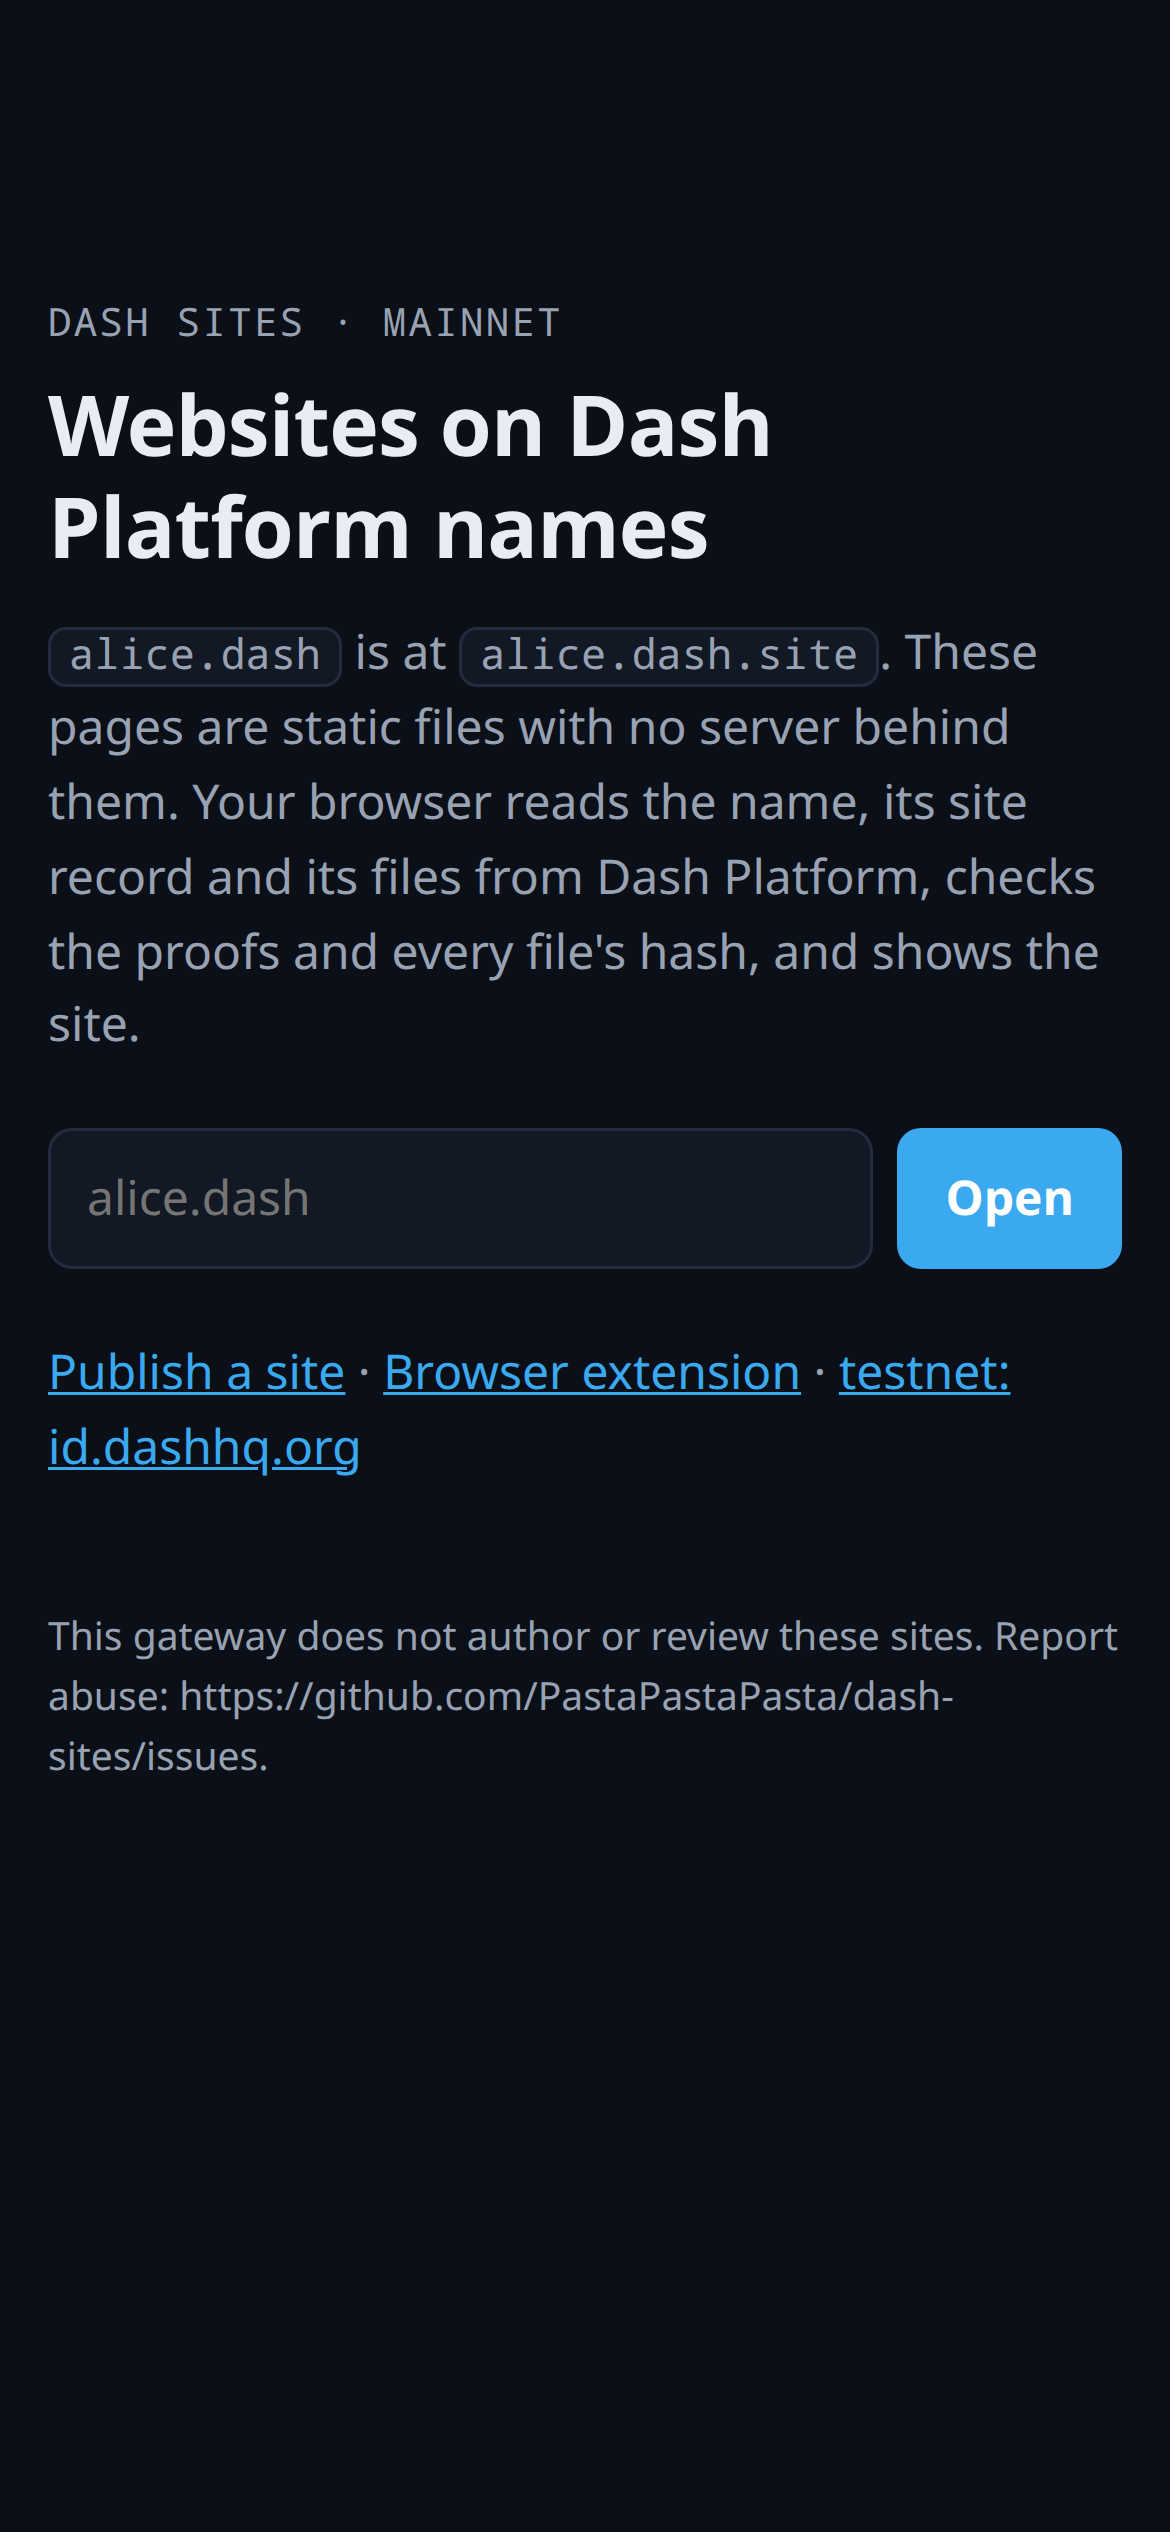 DASH SITES · MAINNET
Websites on Dash
Platform names
alice.dash is at alice.dash.site. These
pages are static files with no server behind
them. Your browser reads the name, its site
record and its files from Dash Platform, checks
the proofs and every file's hash, and shows the
site.
alice.dash Open
Publish a site · Browser extension · testnet:
id.dashhq.org
This gateway does not author or review these sites. Report
abuse: https://github.com/PastaPastaPasta/dash-
sites/issues.